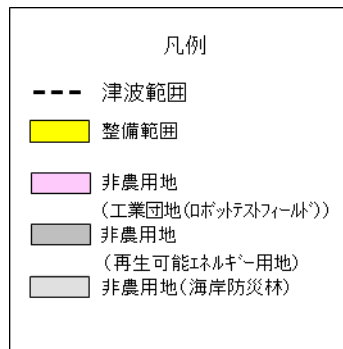 凡例
津波範囲
整備範囲
非農用地
(工業団地(ﾛﾎﾞｯﾄﾃｽﾄﾌｨｰﾙﾄﾞ))
非農用地
(再生可能ｴﾈﾙｷﾞｰ用地)
非農用地(海岸防災林)